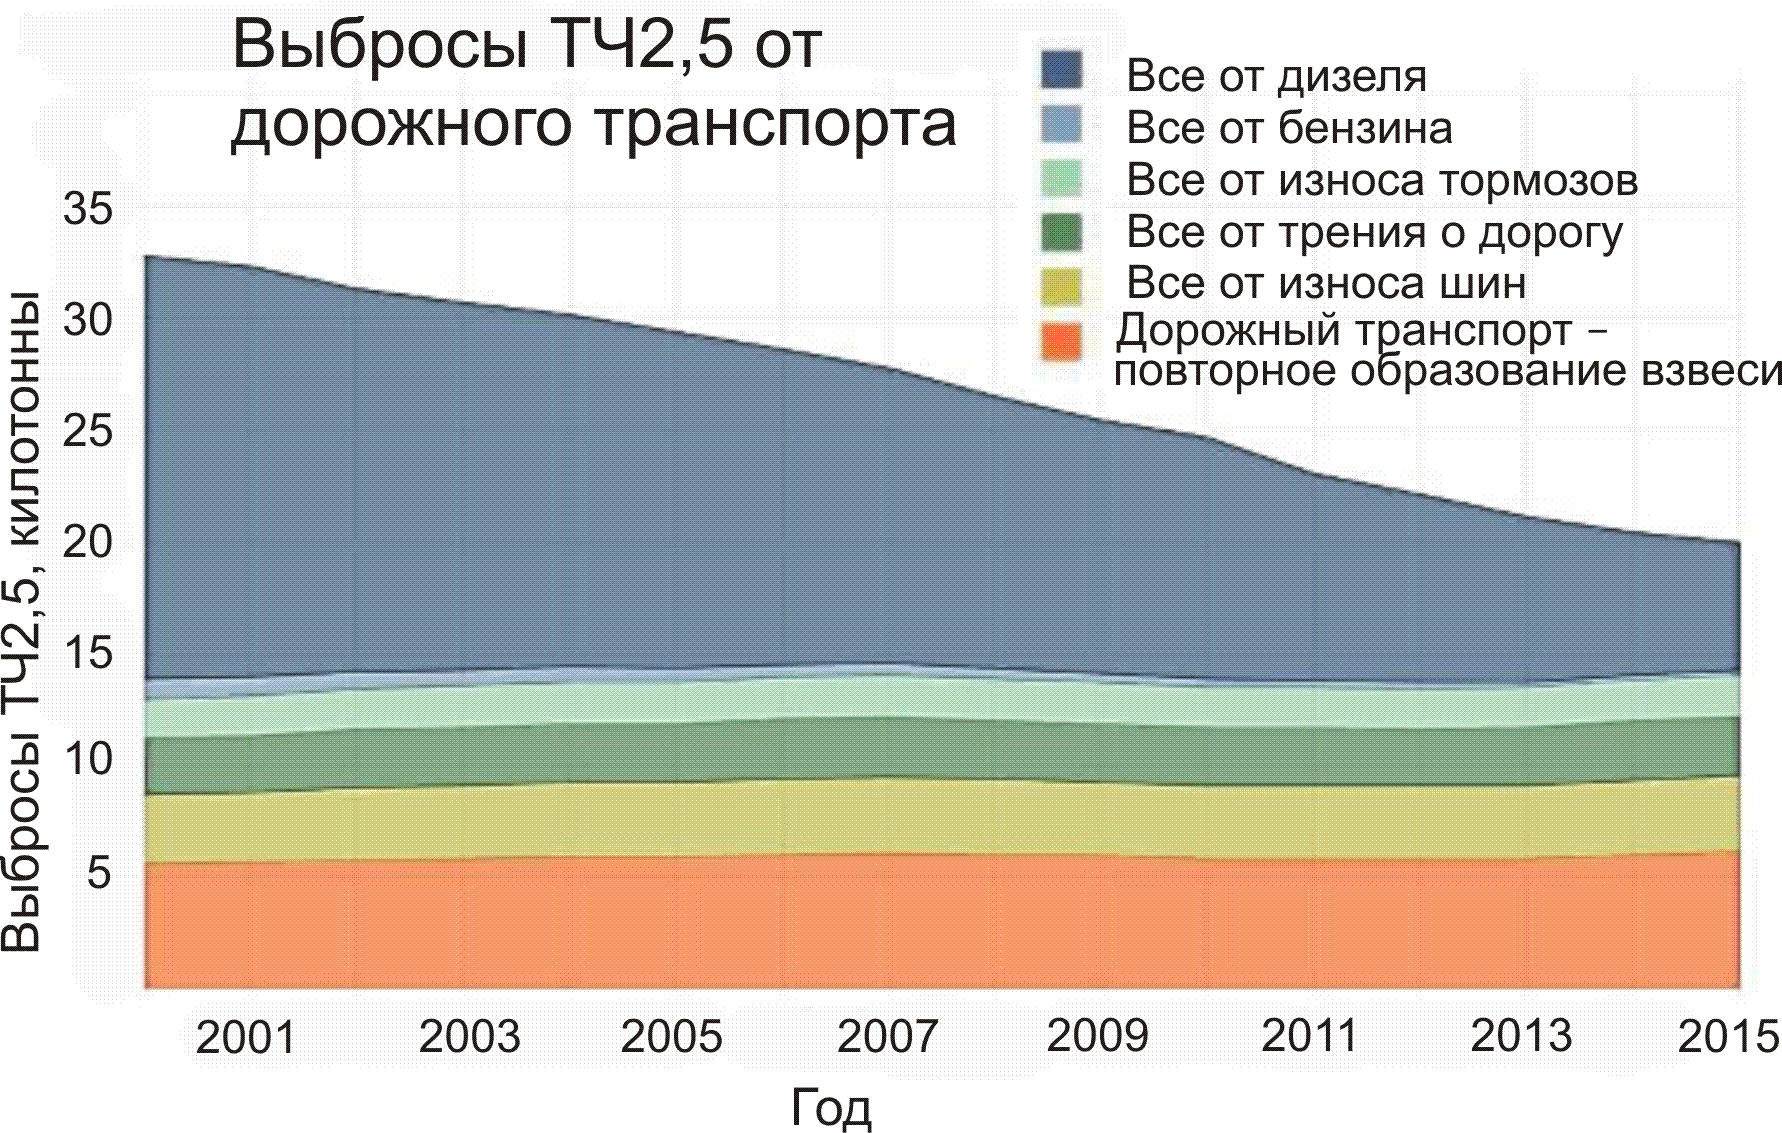 Выбросы ТЧ2,5 от
дорожного транспорта
Все от дизеля
Все от бензина
Все от износа тормозов
Все от трения о дорогу
Все от износа шин
Дорожный транспорт –
повторное образование взвеси
Выбросы ТЧ2,5, килотонны
35
30
25
20
15
10
5
2001 2003 2005 2007 2009 2011 2013 2015
Год